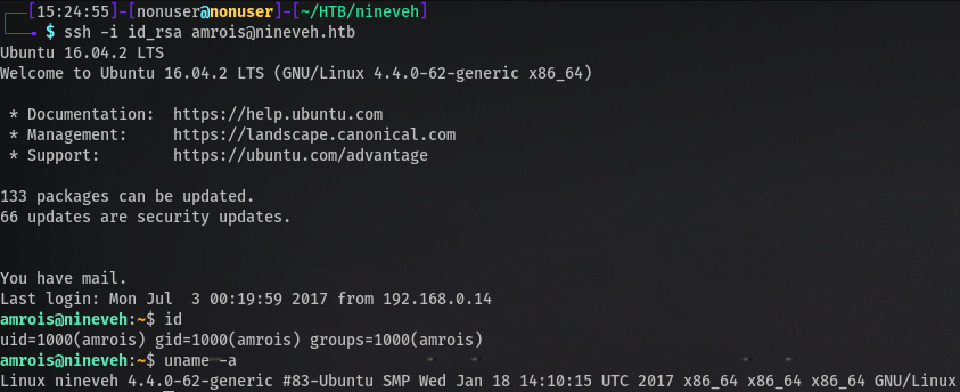 [15:24:55]-[nonuser@nonuser]-[~/HTB/nineveh]
$ ssh -i id_rsa amrois@nineveh.htb
Ubuntu 16.04.2 LTS
Welcome to Ubuntu 16.04.2 LTS (GNU/Linux 4.4.0-62-generic x86_64)
* Documentation:  https://help.ubuntu.com
* Management:     https://landscape.canonical.com
* Support:        https://ubuntu.com/advantage
133 packages can be updated.
66 updates are security updates.
You have mail.
Last login: Mon Jul  3 00:19:59 2017 from 192.168.0.14
amrois@nineveh:~$ id
uid=1000(amrois) gid=1000(amrois) groups=1000(amrois)
amrois@nineveh:~$ uname -a
Linux nineveh 4.4.0-62-generic #83-Ubuntu SMP Wed Jan 18 14:10:15 UTC 2017 x86_64 x86_64 x86_64 GNU/Linux